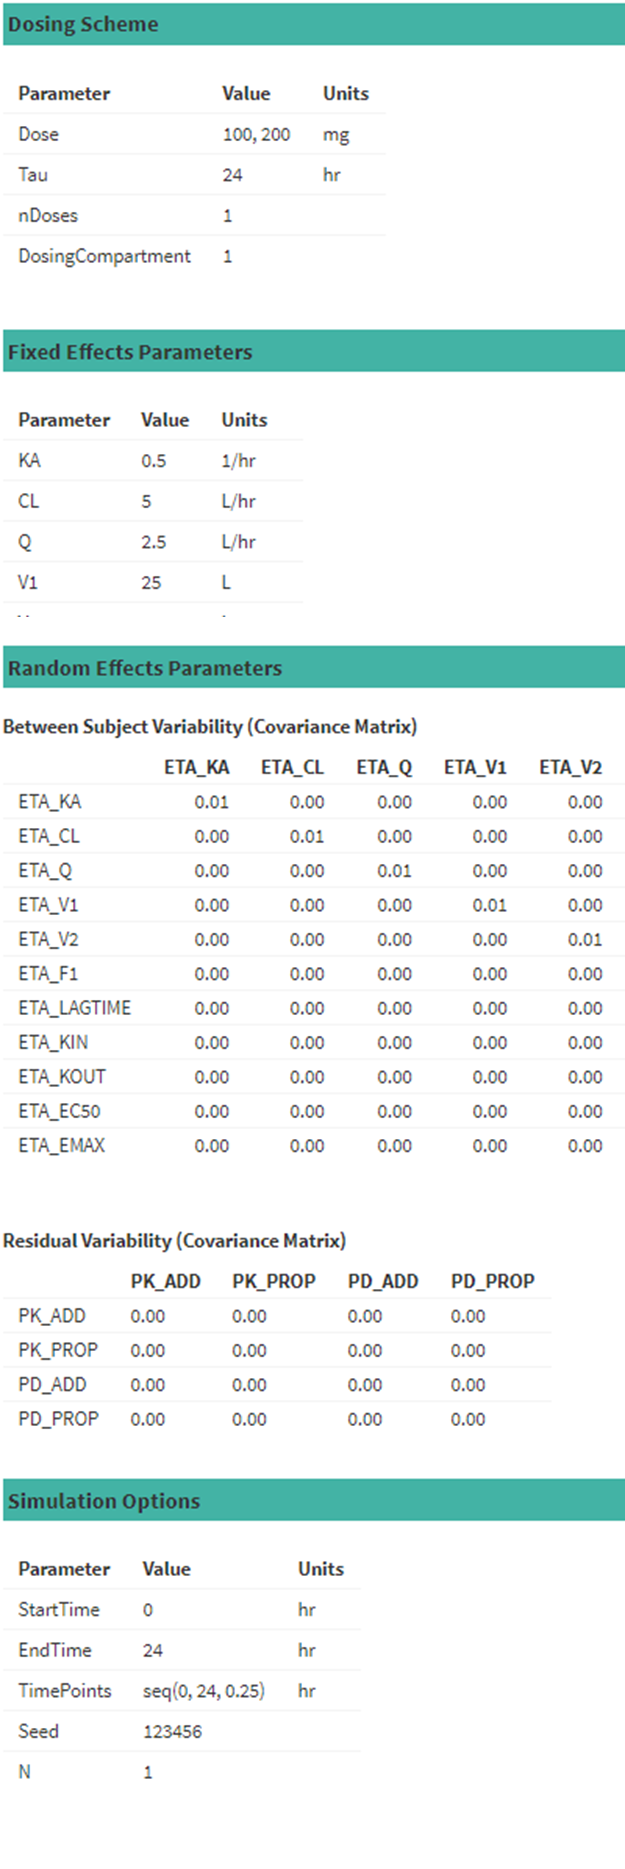 Dosing Scheme
Parameter Value Units
Dose 100, 200 mg
Tau 24 hr
nDoses 1
DosingCompartment 1
Fixed Effects Parameters
Parameter Value Units
KA 0.5 1/hr
CL 5 L/hr
Q 2.5 L/hr
V1 25 L
Random Effects Parameters
Between Subject Variability (Covariance Matrix)
ETA_KA ETA_CL ETA_Q ETA_V1 ETA_V2
ETA_KA 0.01 0.00 0.00 0.00 0.00
ETA_CL 0.00 0.01 0.00 0.00 0.00
ETA_Q 0.00 0.00 0.01 0.00 0.00
ETA_V1 0.00 0.00 0.00 0.01 0.00
ETA_V2 0.00 0.00 0.00 0.00 0.01
ETA_F1 0.00 0.00 0.00 0.00 0.00
ETA_LAGTIME 0.00 0.00 0.00 0.00 0.00
ETA_KIN 0.00 0.00 0.00 0.00 0.00
ETA_KOUT 0.00 0.00 0.00 0.00 0.00
ETA_EC50 0.00 0.00 0.00 0.00 0.00
ETA_EMAX 0.00 0.00 0.00 0.00 0.00
Residual Variability (Covariance Matrix)
PK_ADD PK_PROP PD_ADD PD_PROP
PK_ADD 0.00 0.00 0.00 0.00
PK_PROP 0.00 0.00 0.00 0.00
PD_ADD 0.00 0.00 0.00 0.00
PD_PROP 0.00 0.00 0.00 0.00
Simulation Options
Parameter Value Units
StartTime 0 hr
EndTime 24 hr
TimePoints seq(0, 24, 0.25) hr
Seed 123456
N 1